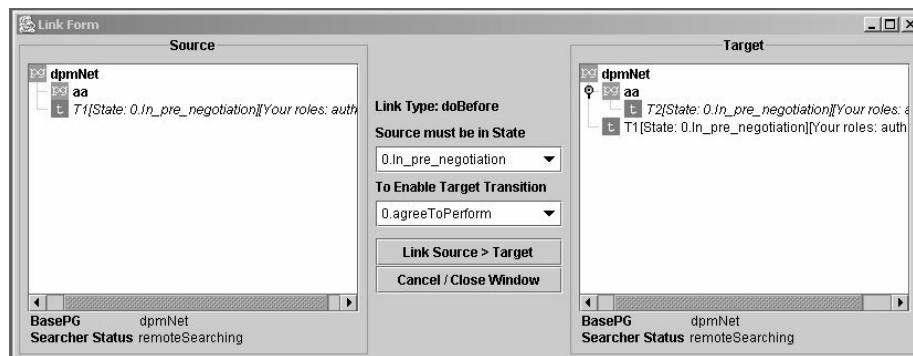 Link Form
Source
dpmNet
aa
T1[State: 0.In_pre_negotiation][Your roles: auth
BasePG dpmNet
Searcher Status remoteSearching
Link Type: doBefore
Source must be in State
0.In_pre_negotiation
To Enable Target Transition
0.agreeToPerform
Link Source > Target
Cancel / Close Window
Target
dpmNet
aa
T2[State: 0.In_pre_negotiation][Your roles: a
T1[State: 0.In_pre_negotiation][Your roles: auth
BasePG dpmNet
Searcher Status remoteSearching